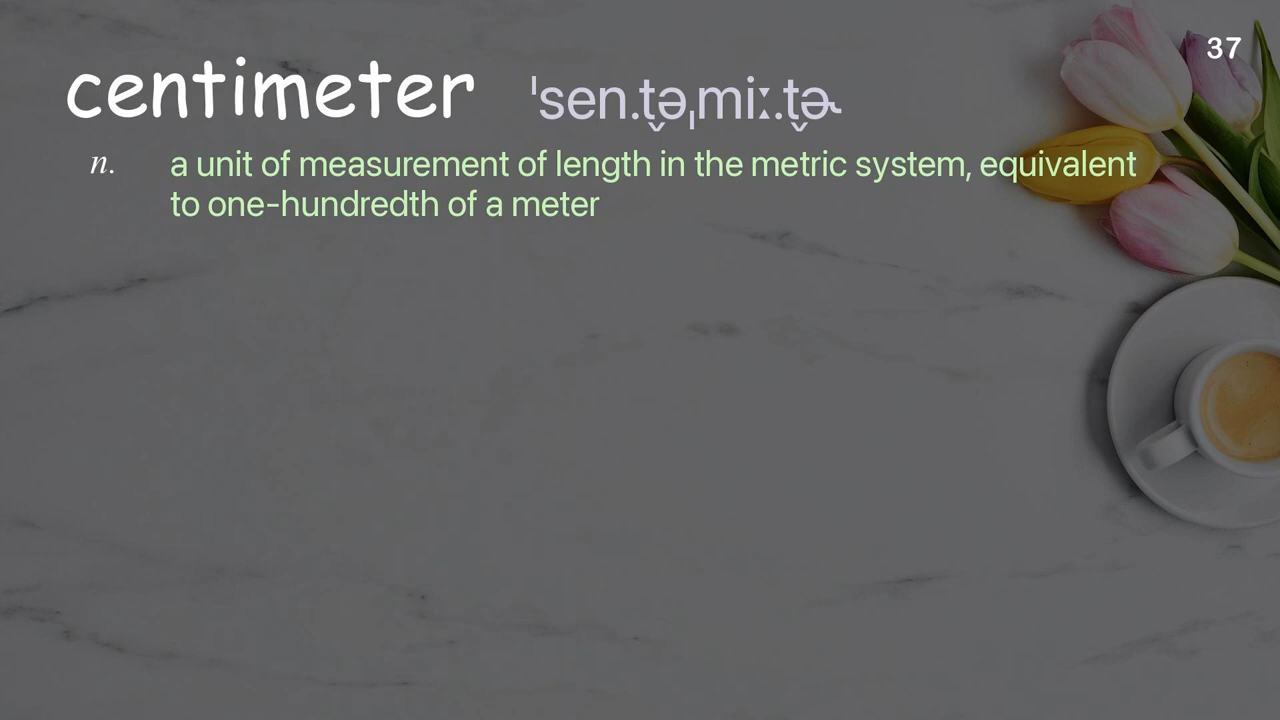 37
centimeter ˈsen.t̬əˌmiː.t̬ɚ
n. a unit of measurement of length in the metric system, equivalent
to one-hundredth of a meter